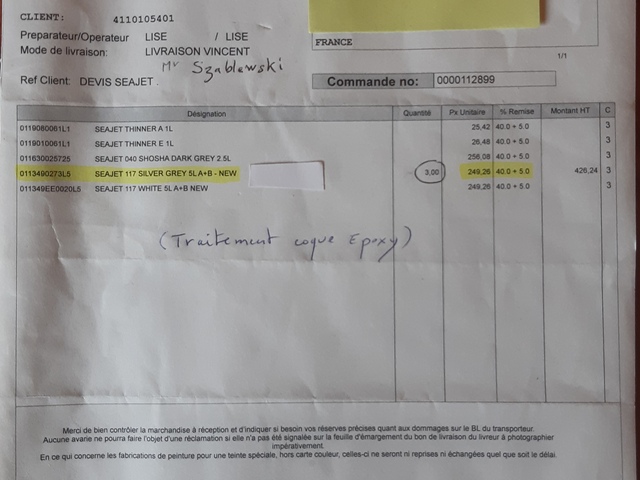 CLIENT: 4110105401
Preparateur/Operateur LISE / LISE
Mode de livraison: LIVRAISON VINCENT
FRANCE
1/1
Mr Szablewski
Ref Client: DEVIS SEAJET
Commande no: 0000112899
Désignation Quantité Px Unitaire % Remise Montant HT C
0119080061L1 SEAJET THINNER A 1L 25,42 40.0 + 5.0 3
0119010061L1 SEAJET THINNER E 1L 26,48 40.0 + 5.0 3
011630025725 SEAJET 040 SHOSHA DARK GREY 2.5L 256,08 40.0 + 5.0 3
0113490273L5 SEAJET 117 SILVER GREY 5L A+B - NEW 3,00 249,26 40.0 + 5.0 426,24 3
011349EE0020L5 SEAJET 117 WHITE 5L A+B NEW 249,26 40.0 + 5.0 3
(Traitement coque Epoxy)
Merci de bien contrôler la marchandise à réception et d'indiquer si besoin vos réserves précises quant aux dommages sur le BL du transporteur.
Aucune avarie ne pourra faire l'objet d'une réclamation si elle n'a pas été signalée sur la feuille d'émargement du bon de livraison du livreur à photographier
impérativement.
En ce qui concerne les fabrications de peinture pour une teinte spéciale, hors carte couleur, celles-ci ne seront ni reprises ni échangées quel que soit le délai.